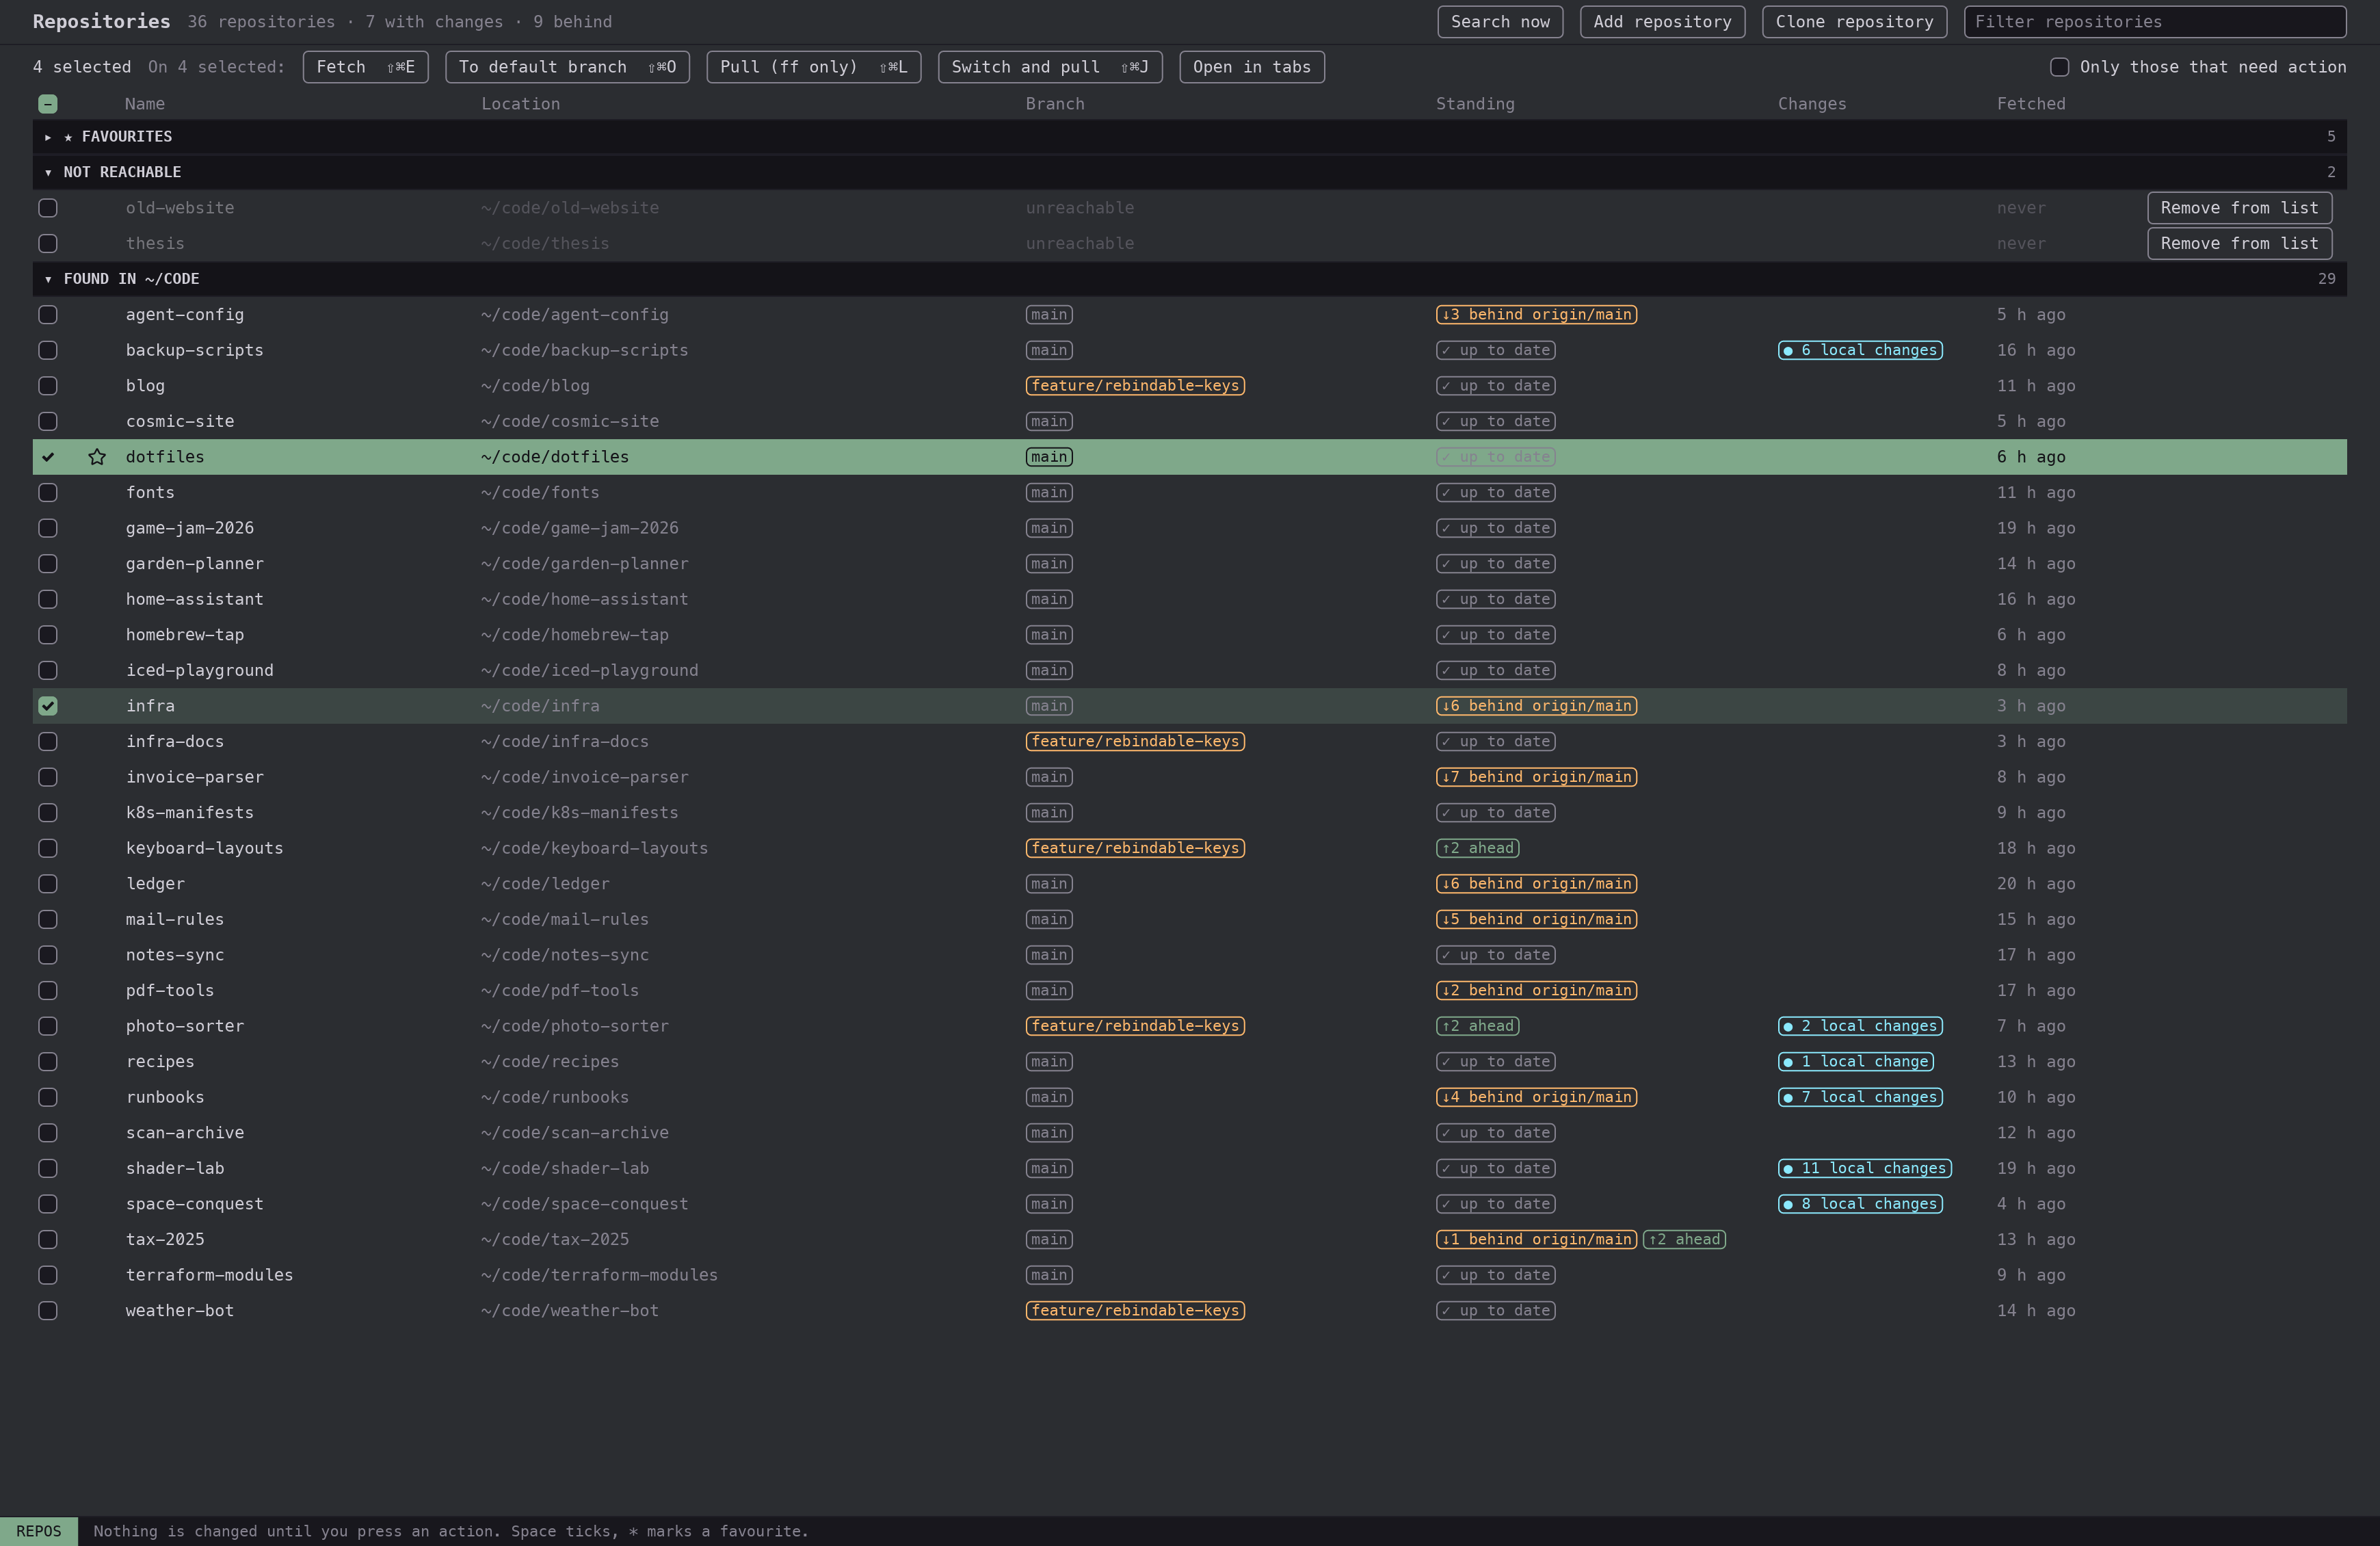 Repositories 36 repositories · 7 with changes · 9 behind Search now Add repository Clone repository Filter repositories
4 selected On 4 selected: Fetch ⇧⌘E To default branch ⇧⌘O Pull (ff only) ⇧⌘L Switch and pull ⇧⌘J Open in tabs Only those that need action
Name Location Branch Standing Changes Fetched
▸ ★ FAVOURITES 5
▾ NOT REACHABLE 2
old-website ~/code/old-website unreachable never Remove from list
thesis ~/code/thesis unreachable never Remove from list
▾ FOUND IN ~/CODE 29
agent-config ~/code/agent-config main ↓3 behind origin/main 5 h ago
backup-scripts ~/code/backup-scripts main ✓ up to date ● 6 local changes 16 h ago
blog ~/code/blog feature/rebindable-keys ✓ up to date 11 h ago
cosmic-site ~/code/cosmic-site main ✓ up to date 5 h ago
dotfiles ~/code/dotfiles main ✓ up to date 6 h ago
fonts ~/code/fonts main ✓ up to date 11 h ago
game-jam-2026 ~/code/game-jam-2026 main ✓ up to date 19 h ago
garden-planner ~/code/garden-planner main ✓ up to date 14 h ago
home-assistant ~/code/home-assistant main ✓ up to date 16 h ago
homebrew-tap ~/code/homebrew-tap main ✓ up to date 6 h ago
iced-playground ~/code/iced-playground main ✓ up to date 8 h ago
infra ~/code/infra main ↓6 behind origin/main 3 h ago
infra-docs ~/code/infra-docs feature/rebindable-keys ✓ up to date 3 h ago
invoice-parser ~/code/invoice-parser main ↓7 behind origin/main 8 h ago
k8s-manifests ~/code/k8s-manifests main ✓ up to date 9 h ago
keyboard-layouts ~/code/keyboard-layouts feature/rebindable-keys ↑2 ahead 18 h ago
ledger ~/code/ledger main ↓6 behind origin/main 20 h ago
mail-rules ~/code/mail-rules main ↓5 behind origin/main 15 h ago
notes-sync ~/code/notes-sync main ✓ up to date 17 h ago
pdf-tools ~/code/pdf-tools main ↓2 behind origin/main 17 h ago
photo-sorter ~/code/photo-sorter feature/rebindable-keys ↑2 ahead ● 2 local changes 7 h ago
recipes ~/code/recipes main ✓ up to date ● 1 local change 13 h ago
runbooks ~/code/runbooks main ↓4 behind origin/main ● 7 local changes 10 h ago
scan-archive ~/code/scan-archive main ✓ up to date 12 h ago
shader-lab ~/code/shader-lab main ✓ up to date ● 11 local changes 19 h ago
space-conquest ~/code/space-conquest main ✓ up to date ● 8 local changes 4 h ago
tax-2025 ~/code/tax-2025 main ↓1 behind origin/main ↑2 ahead 13 h ago
terraform-modules ~/code/terraform-modules main ✓ up to date 9 h ago
weather-bot ~/code/weather-bot feature/rebindable-keys ✓ up to date 14 h ago
REPOS Nothing is changed until you press an action. Space ticks, * marks a favourite.